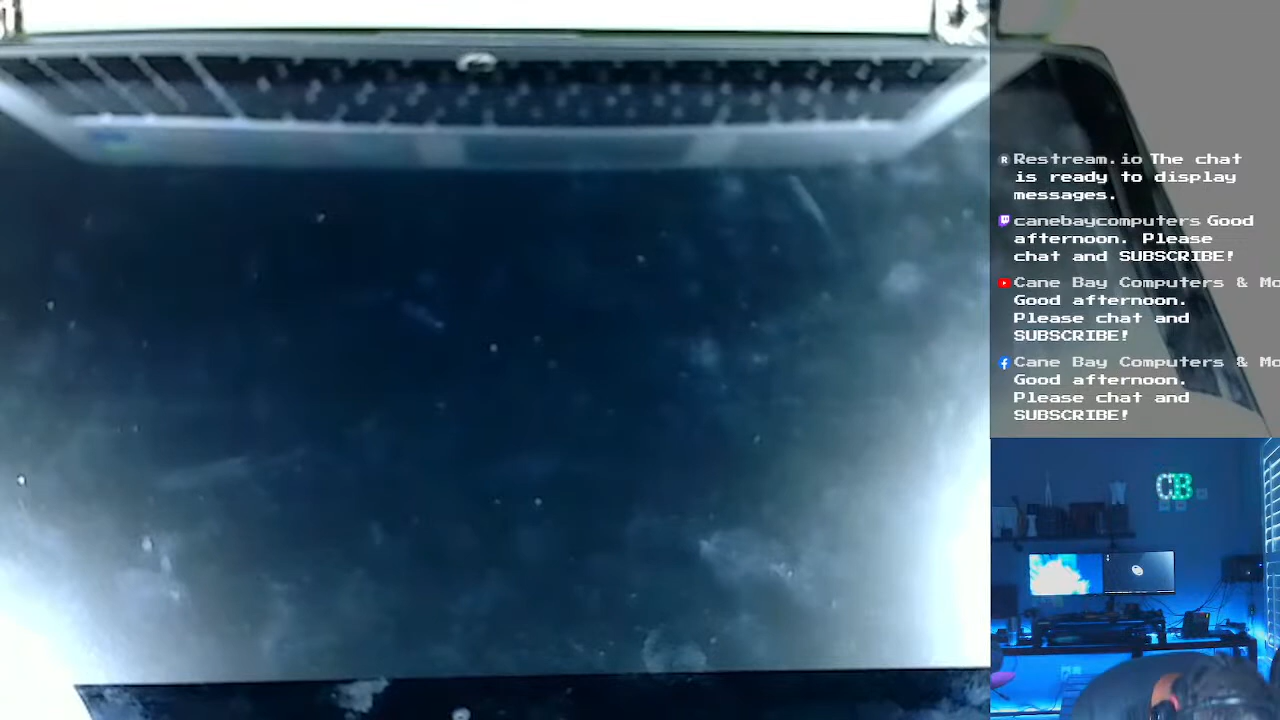 Restream.io The chat
is ready to display
messages.
canebaycomputers Good
afternoon. Please
chat and SUBSCRIBE!
Cane Bay Computers & Mo
Good afternoon.
Please chat and
SUBSCRIBE!
Cane Bay Computers & Mo
Good afternoon.
Please chat and
SUBSCRIBE!
CB